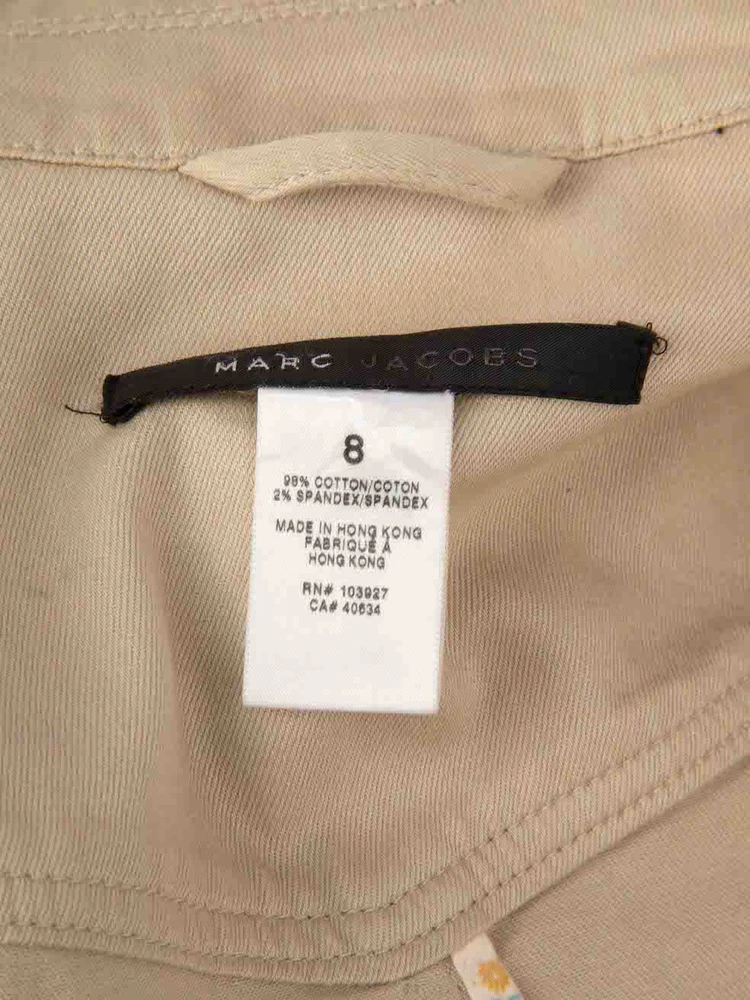 MARC JACOBS
8
98% COTTON/COTON
2% SPANDEX/SPANDEX
MADE IN HONG KONG
FABRIQUÉ À
HONG KONG
RN# 103927
CA# 40634